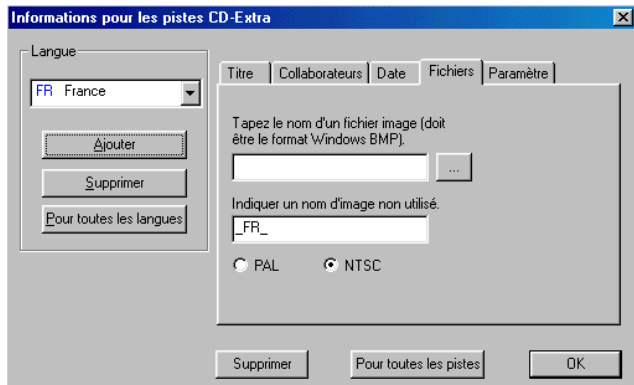 Informations pour les pistes CD-Extra
Langue
FR France
Ajouter
Supprimer
Pour toutes les langues
Titre
Collaborateurs
Date
Fichiers
Paramètre
Tapez le nom d'un fichier image (doit
être le format Windows BMP).
...
Indiquer un nom d'image non utilisé.
_FR_
PAL
NTSC
Supprimer
Pour toutes les pistes
OK